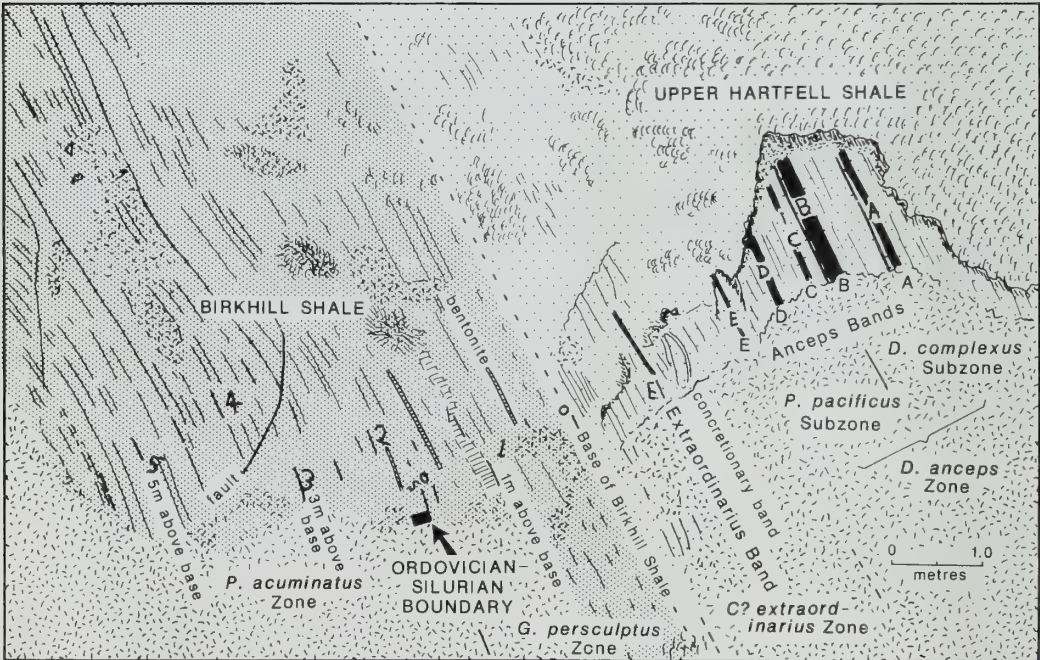 UPPER HARTFELL SHALE
BIRKHILL SHALE
bentonite
4
B
A
C
D
E
A
B
C
D
E
E
Anceps Bands
D. complexus
Subzone
P. pacificus
Subzone
D. anceps
Zone
0 1.0
metres
concretionary band
Extraordinarius Band
C? extraord-
inarius Zone
0
Base of Birkhill Shale
1
1m above base
2
3
3m above
base
4
5
5m above base
fault
ORDOVICIAN–
SILURIAN
BOUNDARY
P. acuminatus
Zone
G. persculptus
Zone